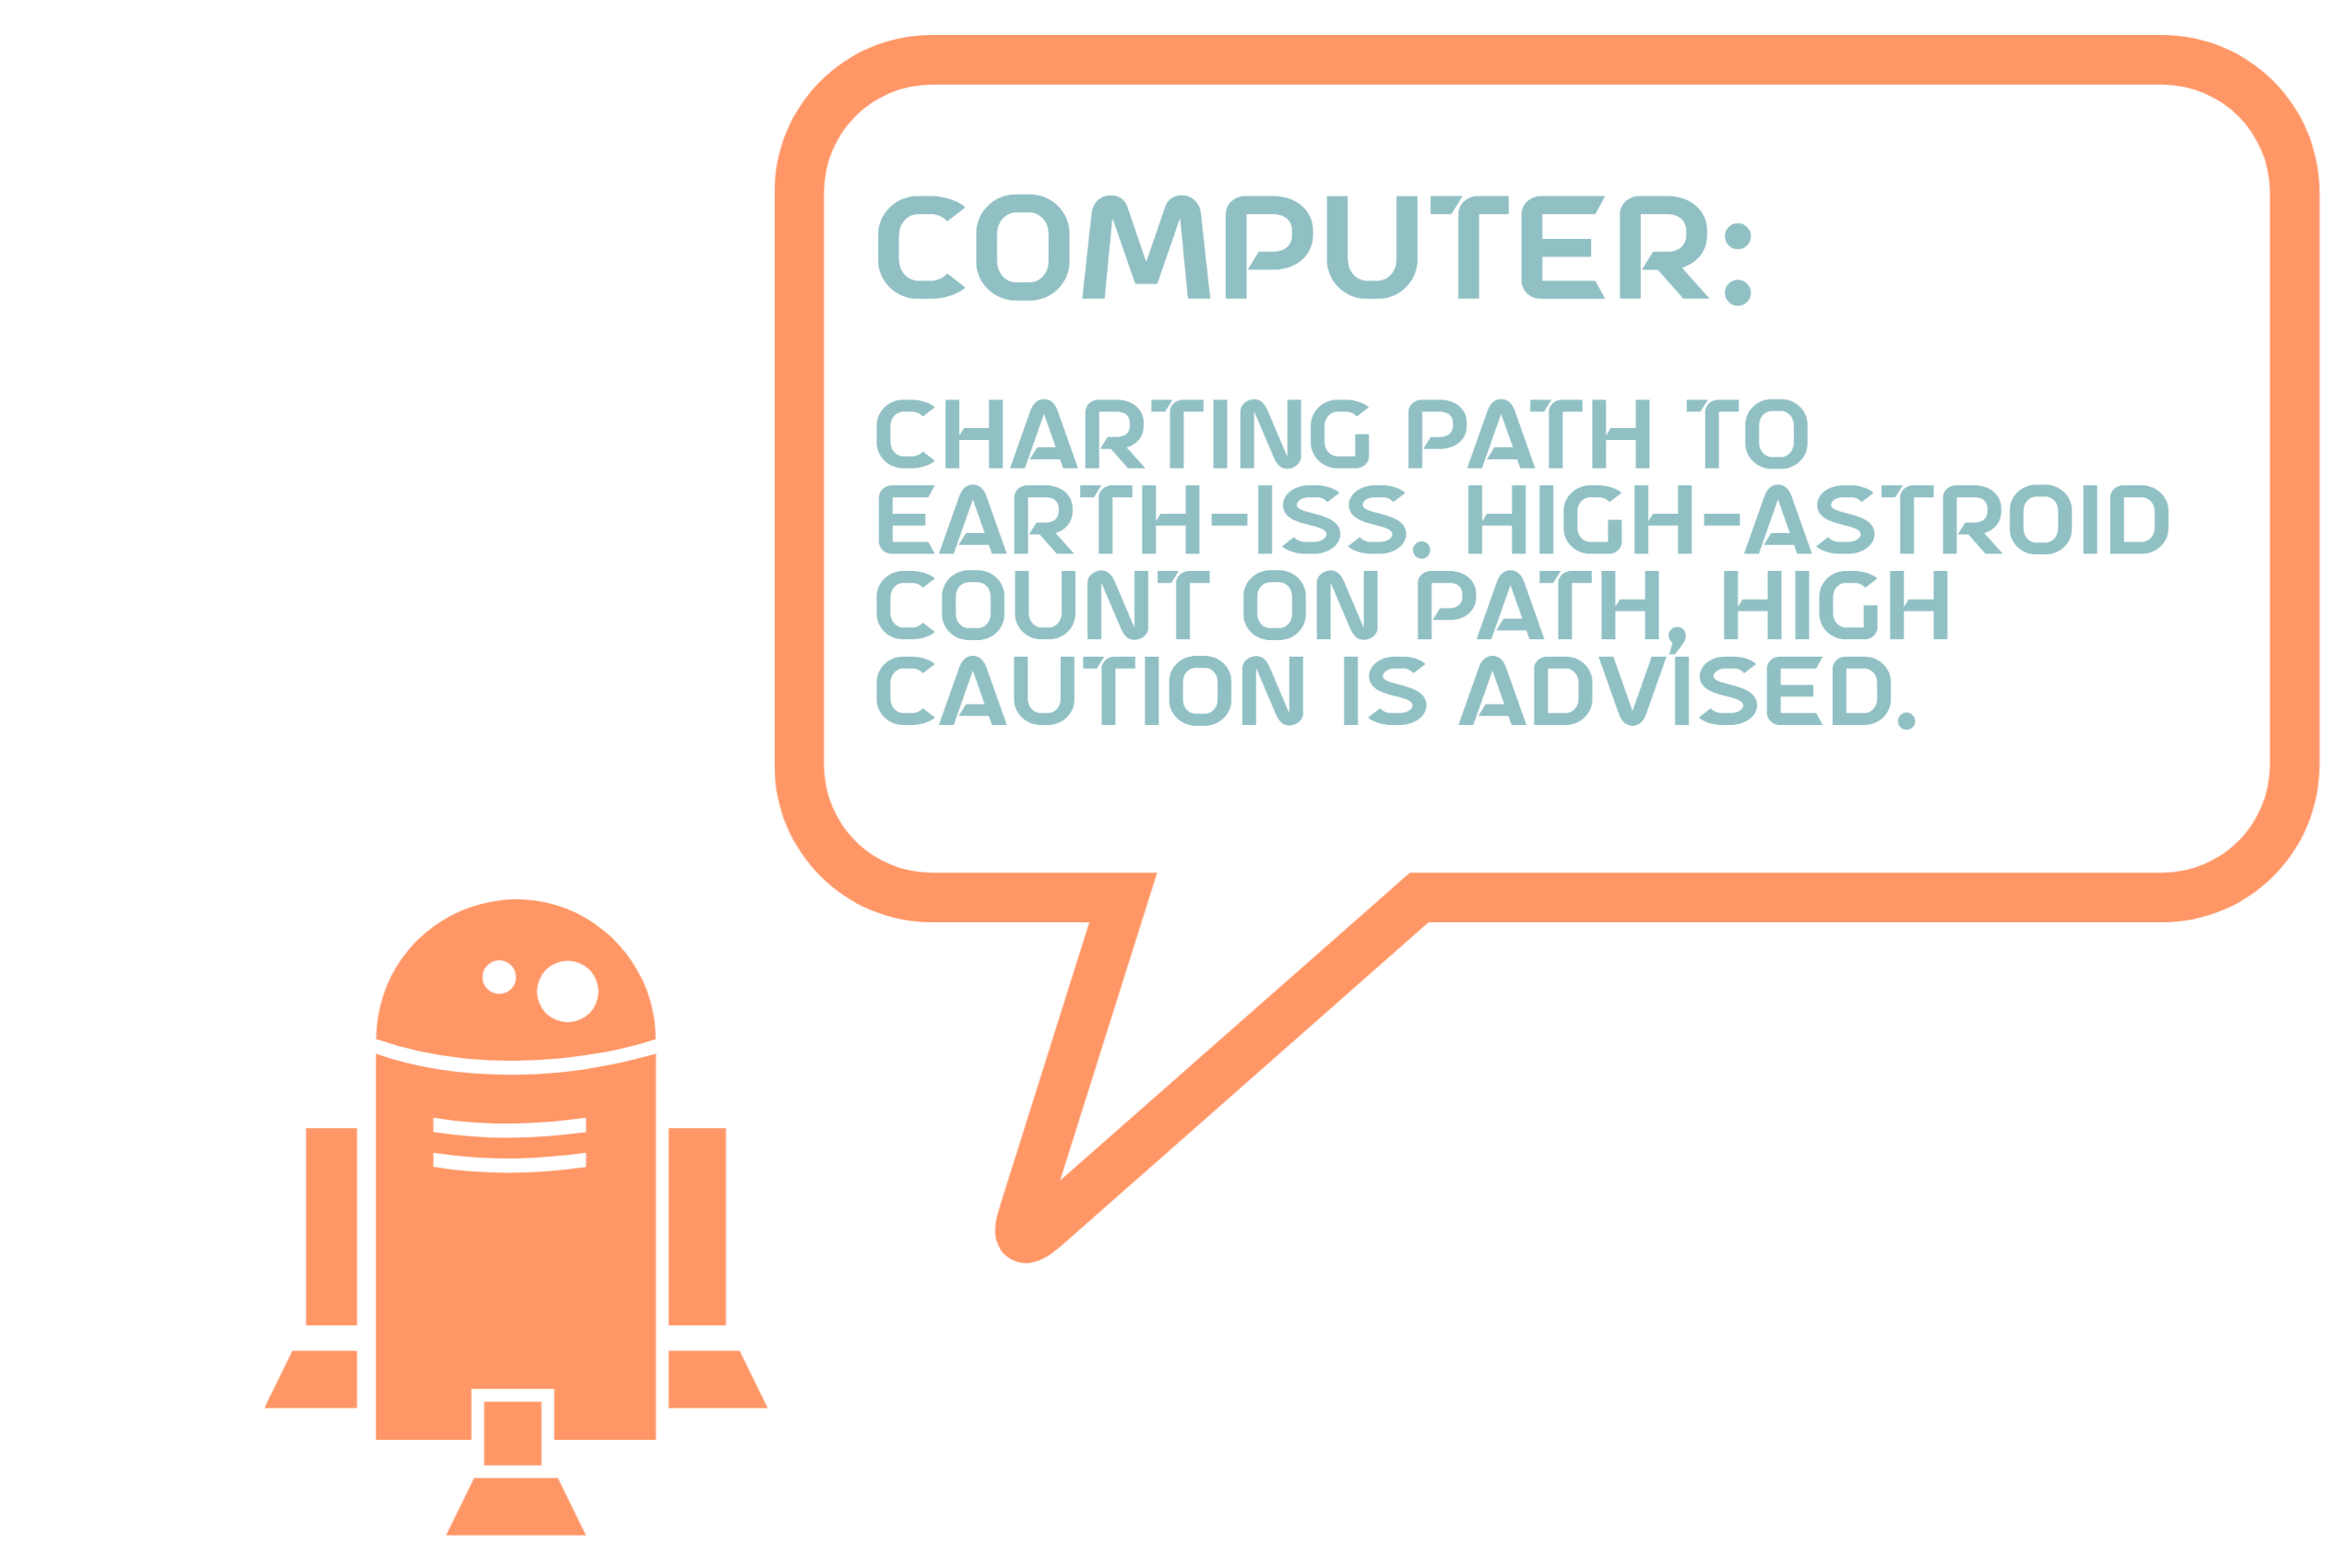 COMPUTER:
CHARTING PATH TO
EARTH-ISS. HIGH-ASTROID
COUNT ON PATH, HIGH
CAUTION IS ADVISED.